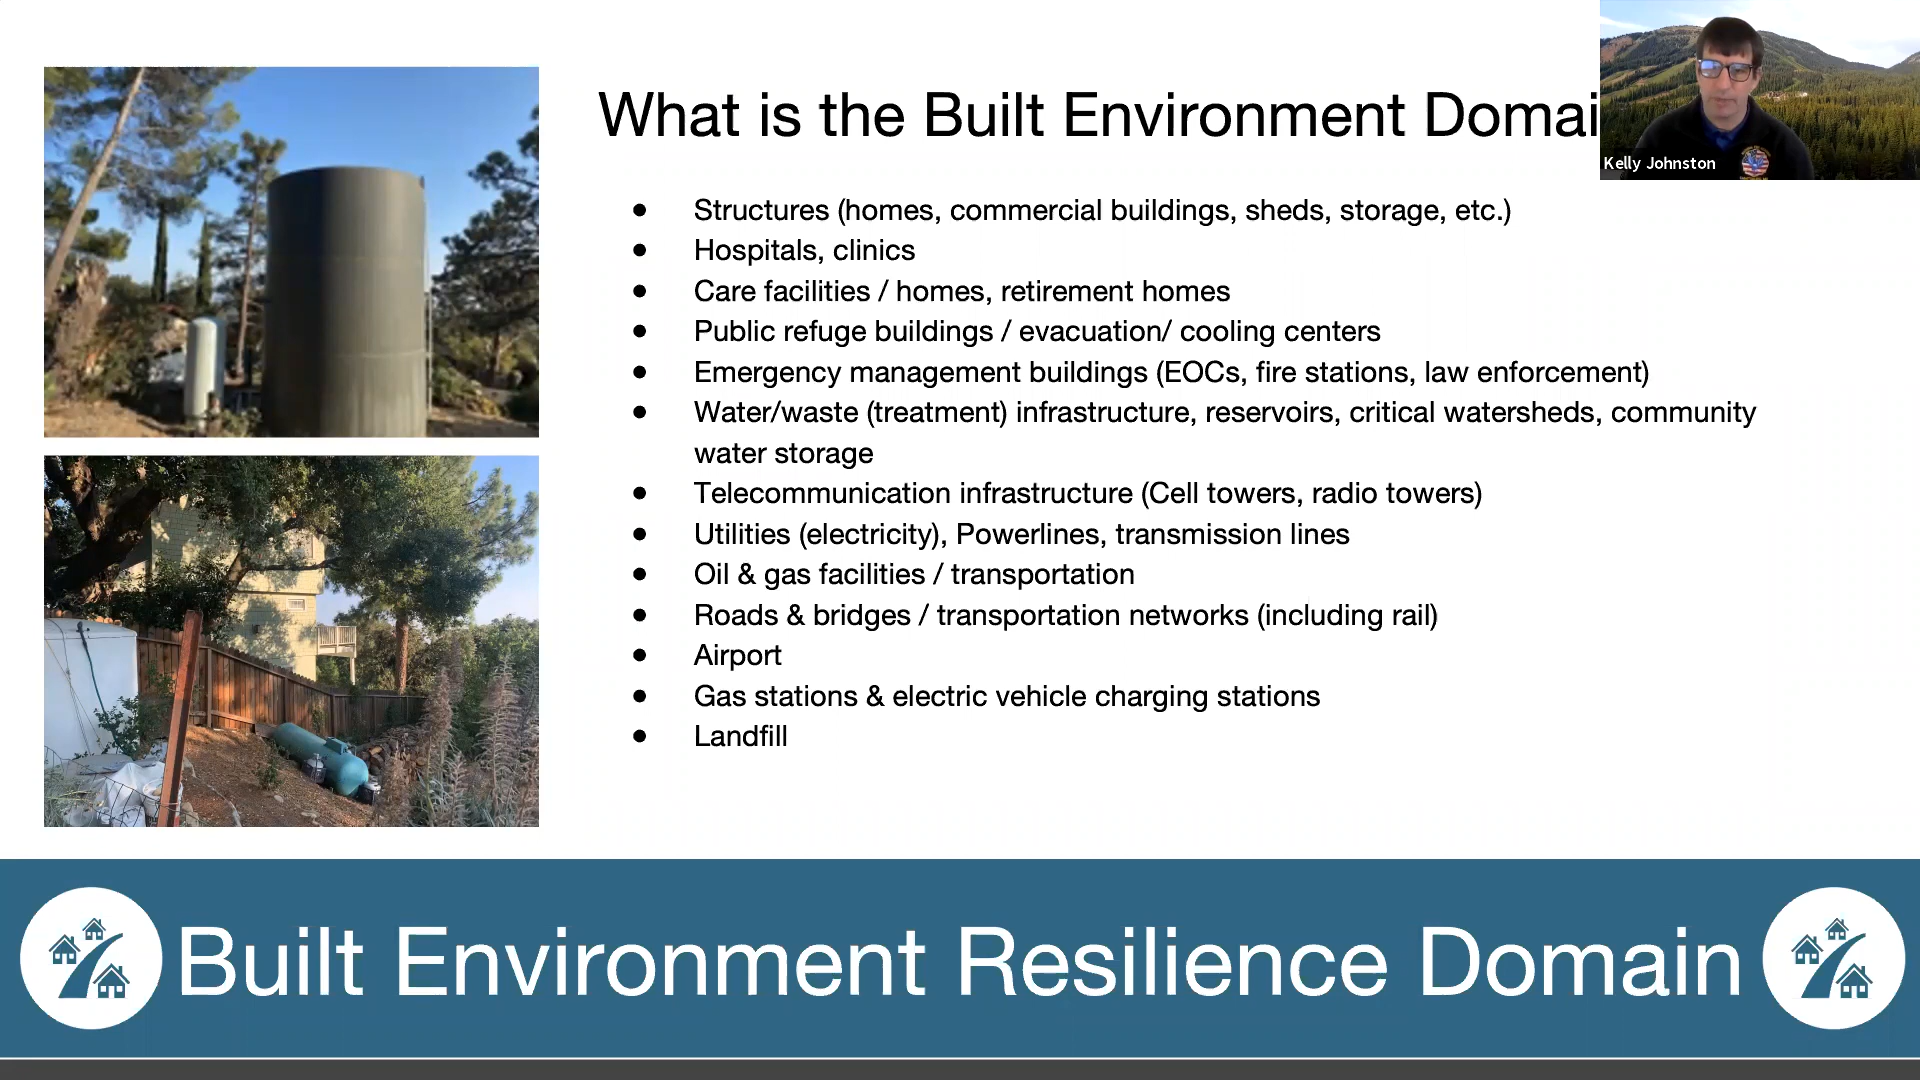 What is the Built Environment Domai
Kelly Johnston
● Structures (homes, commercial buildings, sheds, storage, etc.)
● Hospitals, clinics
● Care facilities / homes, retirement homes
● Public refuge buildings / evacuation/ cooling centers
● Emergency management buildings (EOCs, fire stations, law enforcement)
● Water/waste (treatment) infrastructure, reservoirs, critical watersheds, community
water storage
● Telecommunication infrastructure (Cell towers, radio towers)
● Utilities (electricity), Powerlines, transmission lines
● Oil & gas facilities / transportation
● Roads & bridges / transportation networks (including rail)
● Airport
● Gas stations & electric vehicle charging stations
● Landfill
Built Environment Resilience Domain